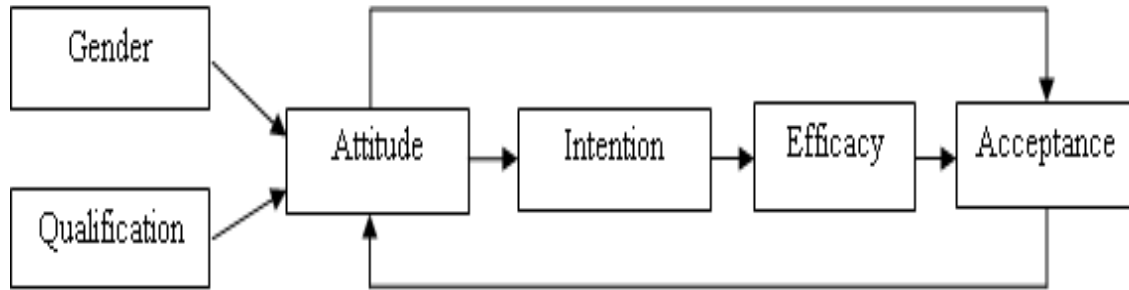 Gender
Attitude
Intention
Efficacy
Acceptance
Qualification